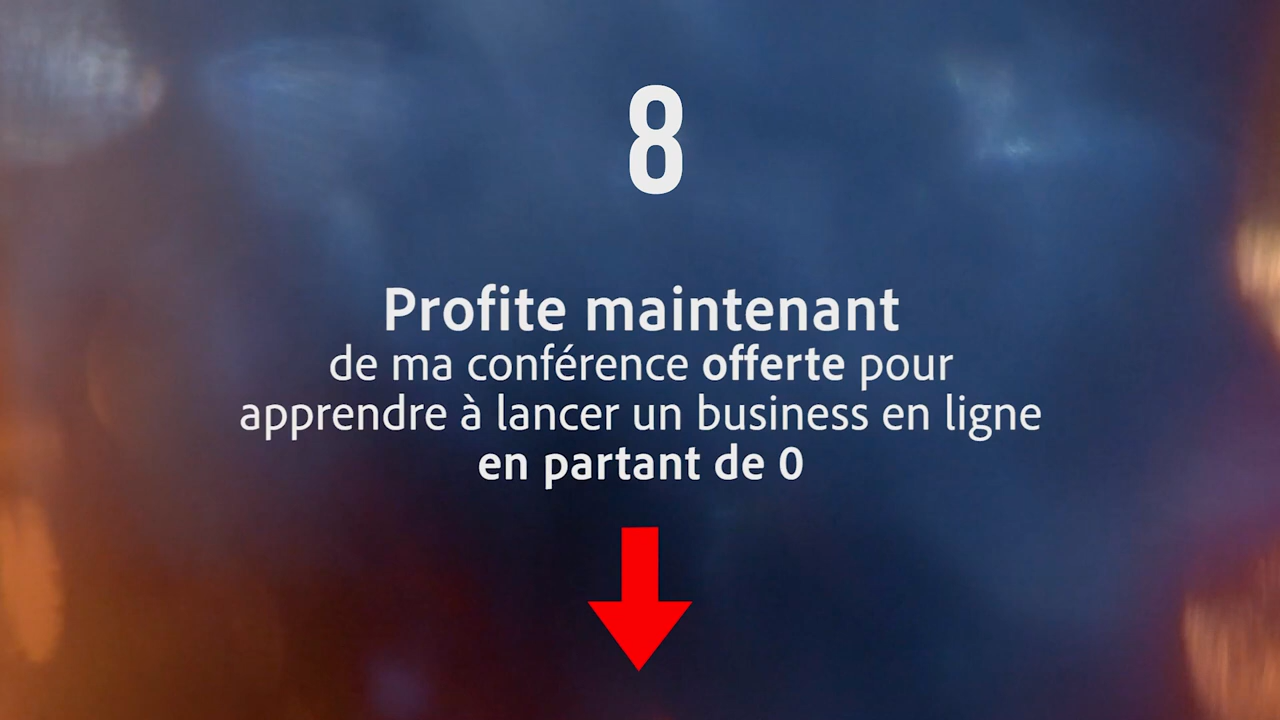 8
Profite maintenant
de ma conférence offerte pour
apprendre à lancer un business en ligne
en partant de 0